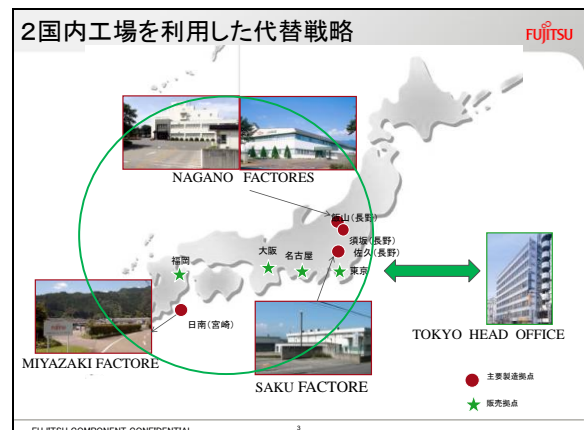 2国内工場を利用した代替戦略
FUJITSU
NAGANO FACTORES
飯山(長野)
須坂(長野)
佐久(長野)
大阪
名古屋
東京
福岡
日南(宮崎)
TOKYO HEAD OFFICE
MIYAZAKI FACTORE
SAKU FACTORE
主要製造拠点
販売拠点
FUJITSU COMPONENT CONFIDENTIAL
3